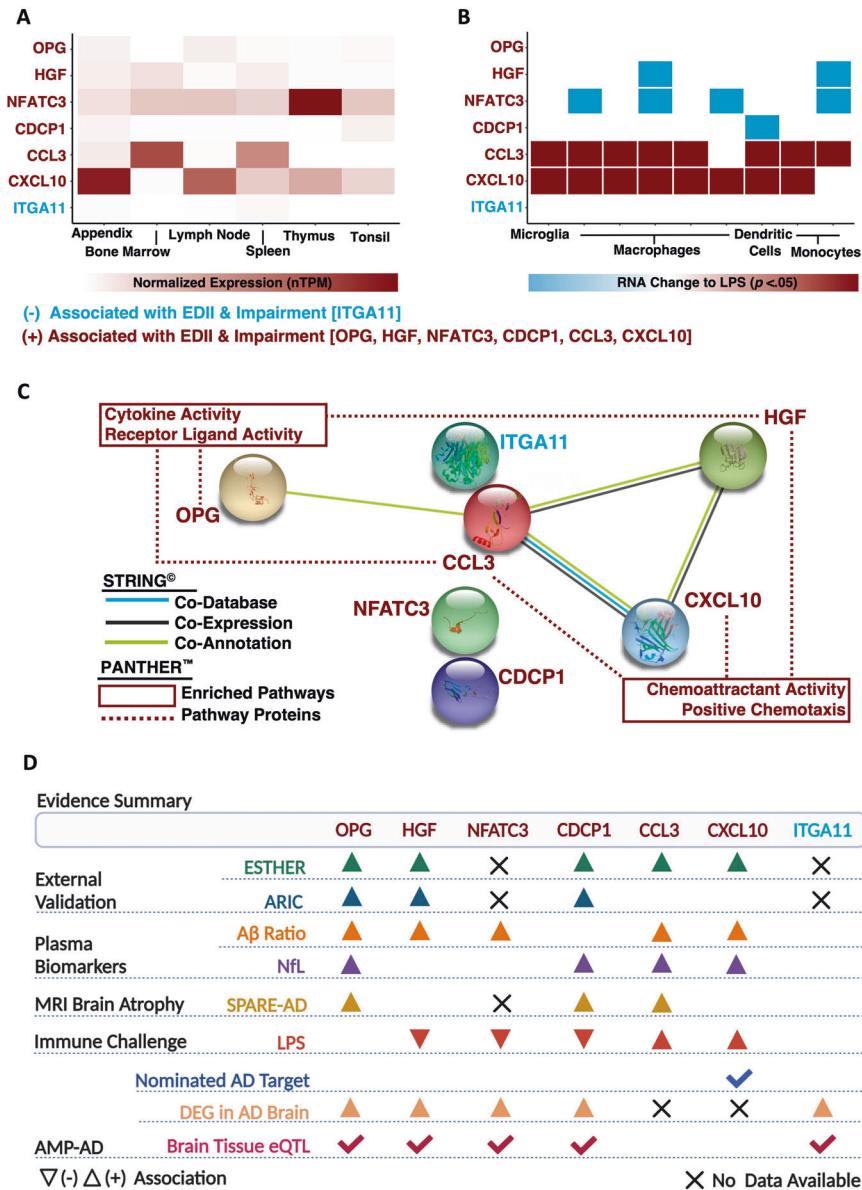 A
OPG
HGF
NFATC3
CDCP1
CCL3
CXCL10
ITGA11
Appendix | Lymph Node | Thymus Tonsil
Bone Marrow Spleen
Normalized Expression (nTPM)
B
OPG
HGF
NFATC3
CDCP1
CCL3
CXCL10
ITGA11
Microglia Macrophages Dendritic Cells Monocytes
RNA Change to LPS (p <.05)
(-) Associated with EDII & Impairment [ITGA11]
(+) Associated with EDII & Impairment [OPG, HGF, NFATC3, CDCP1, CCL3, CXCL10]
C
Cytokine Activity
Receptor Ligand Activity
HGF
ITGA11
OPG
CCL3
NFATC3
CXCL10
CDCP1
STRING©
Co-Database
Co-Expression
Co-Annotation
PANTHER™
Enriched Pathways
Pathway Proteins
Chemoattractant Activity
Positive Chemotaxis
D
Evidence Summary
OPG HGF NFATC3 CDCP1 CCL3 CXCL10 ITGA11
External
Validation
ESTHER
ARIC
Plasma
Biomarkers
Aβ Ratio
NfL
MRI Brain Atrophy SPARE-AD
Immune Challenge LPS
Nominated AD Target
DEG in AD Brain
AMP-AD Brain Tissue eQTL
▽(-) △(+) Association
✕ No Data Available